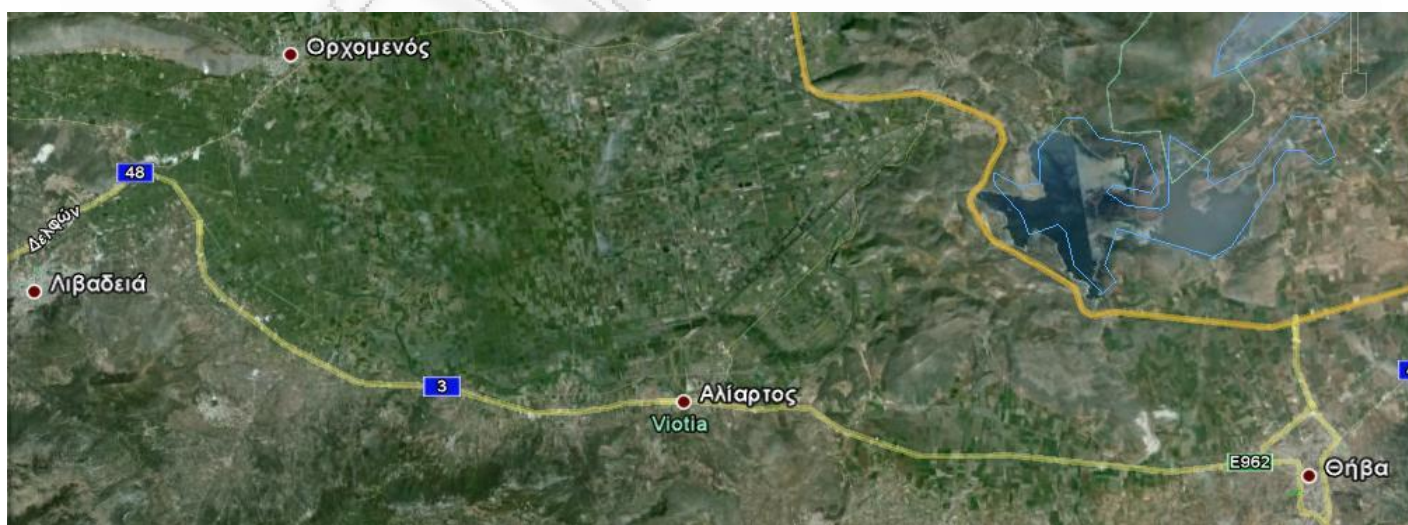 Ορχομενός
48
Δελφών
Λιβαδειά
3
Αλίαρτος
Viotia
E962
Θήβα